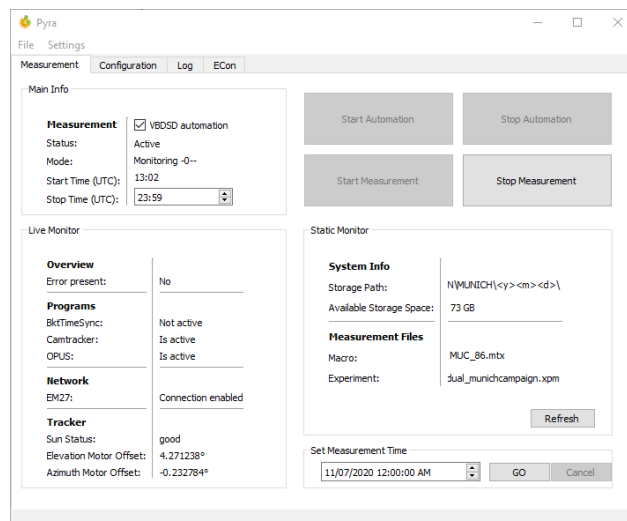 Pyra
File Settings
Measurement Configuration Log ECon
Main Info
Measurement VBDSD automation
Status: Active
Mode: Monitoring -0--
Start Time (UTC): 13:02
Stop Time (UTC): 23:59
Start Automation Stop Automation
Start Measurement Stop Measurement
Live Monitor
Overview
Error present: No
Programs
BktTimeSync: Not active
Camtracker: Is active
OPUS: Is active
Network
EM27: Connection enabled
Tracker
Sun Status: good
Elevation Motor Offset: 4.271238°
Azimuth Motor Offset: -0.232784°
Static Monitor
System Info
Storage Path: N\MUNICH\<y><m><d>\
Available Storage Space: 73 GB
Measurement Files
Macro: MUC_86.mtx
Experiment: dual_munichcampaign.xpm
Refresh
Set Measurement Time
11/07/2020 12:00:00 AM GO Cancel